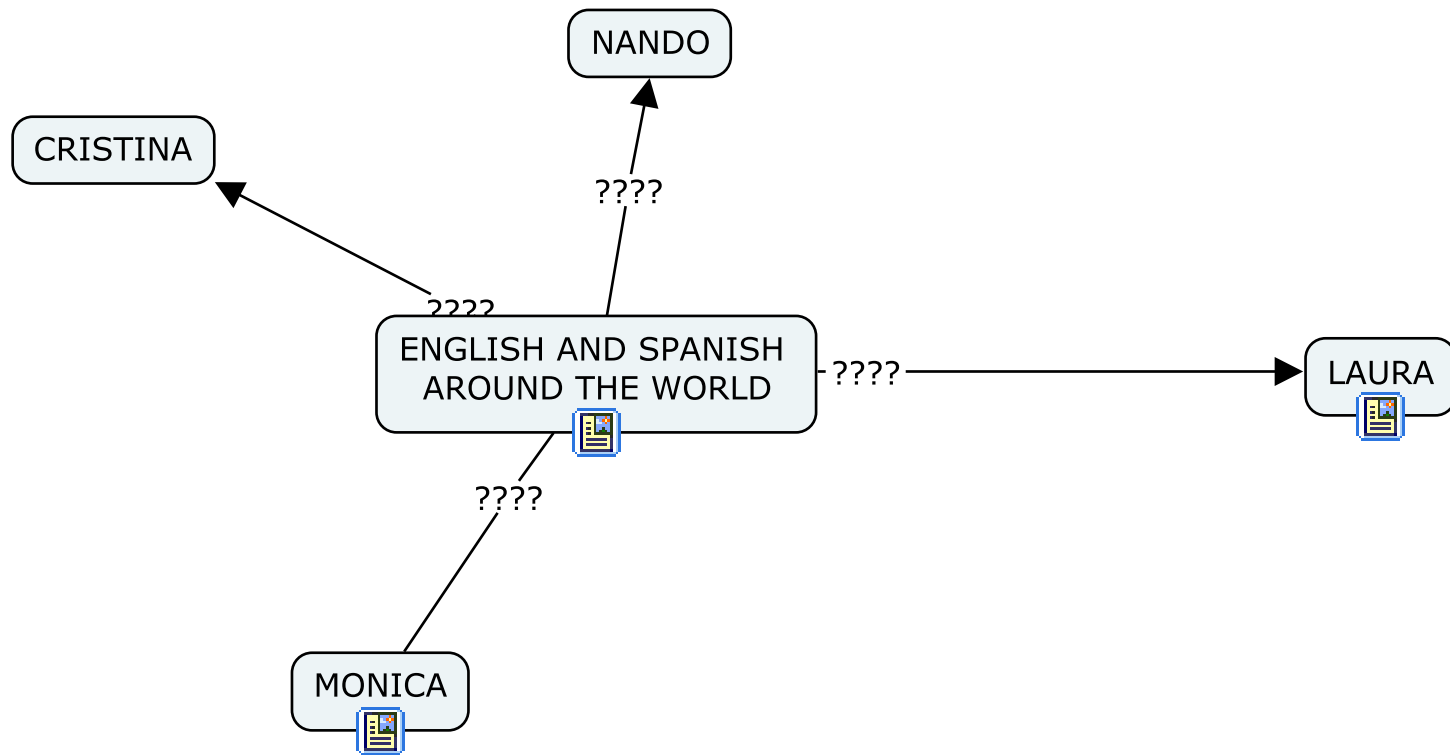 NANDO
CRISTINA
????
????
ENGLISH AND SPANISH
AROUND THE WORLD
????
LAURA
????
MONICA